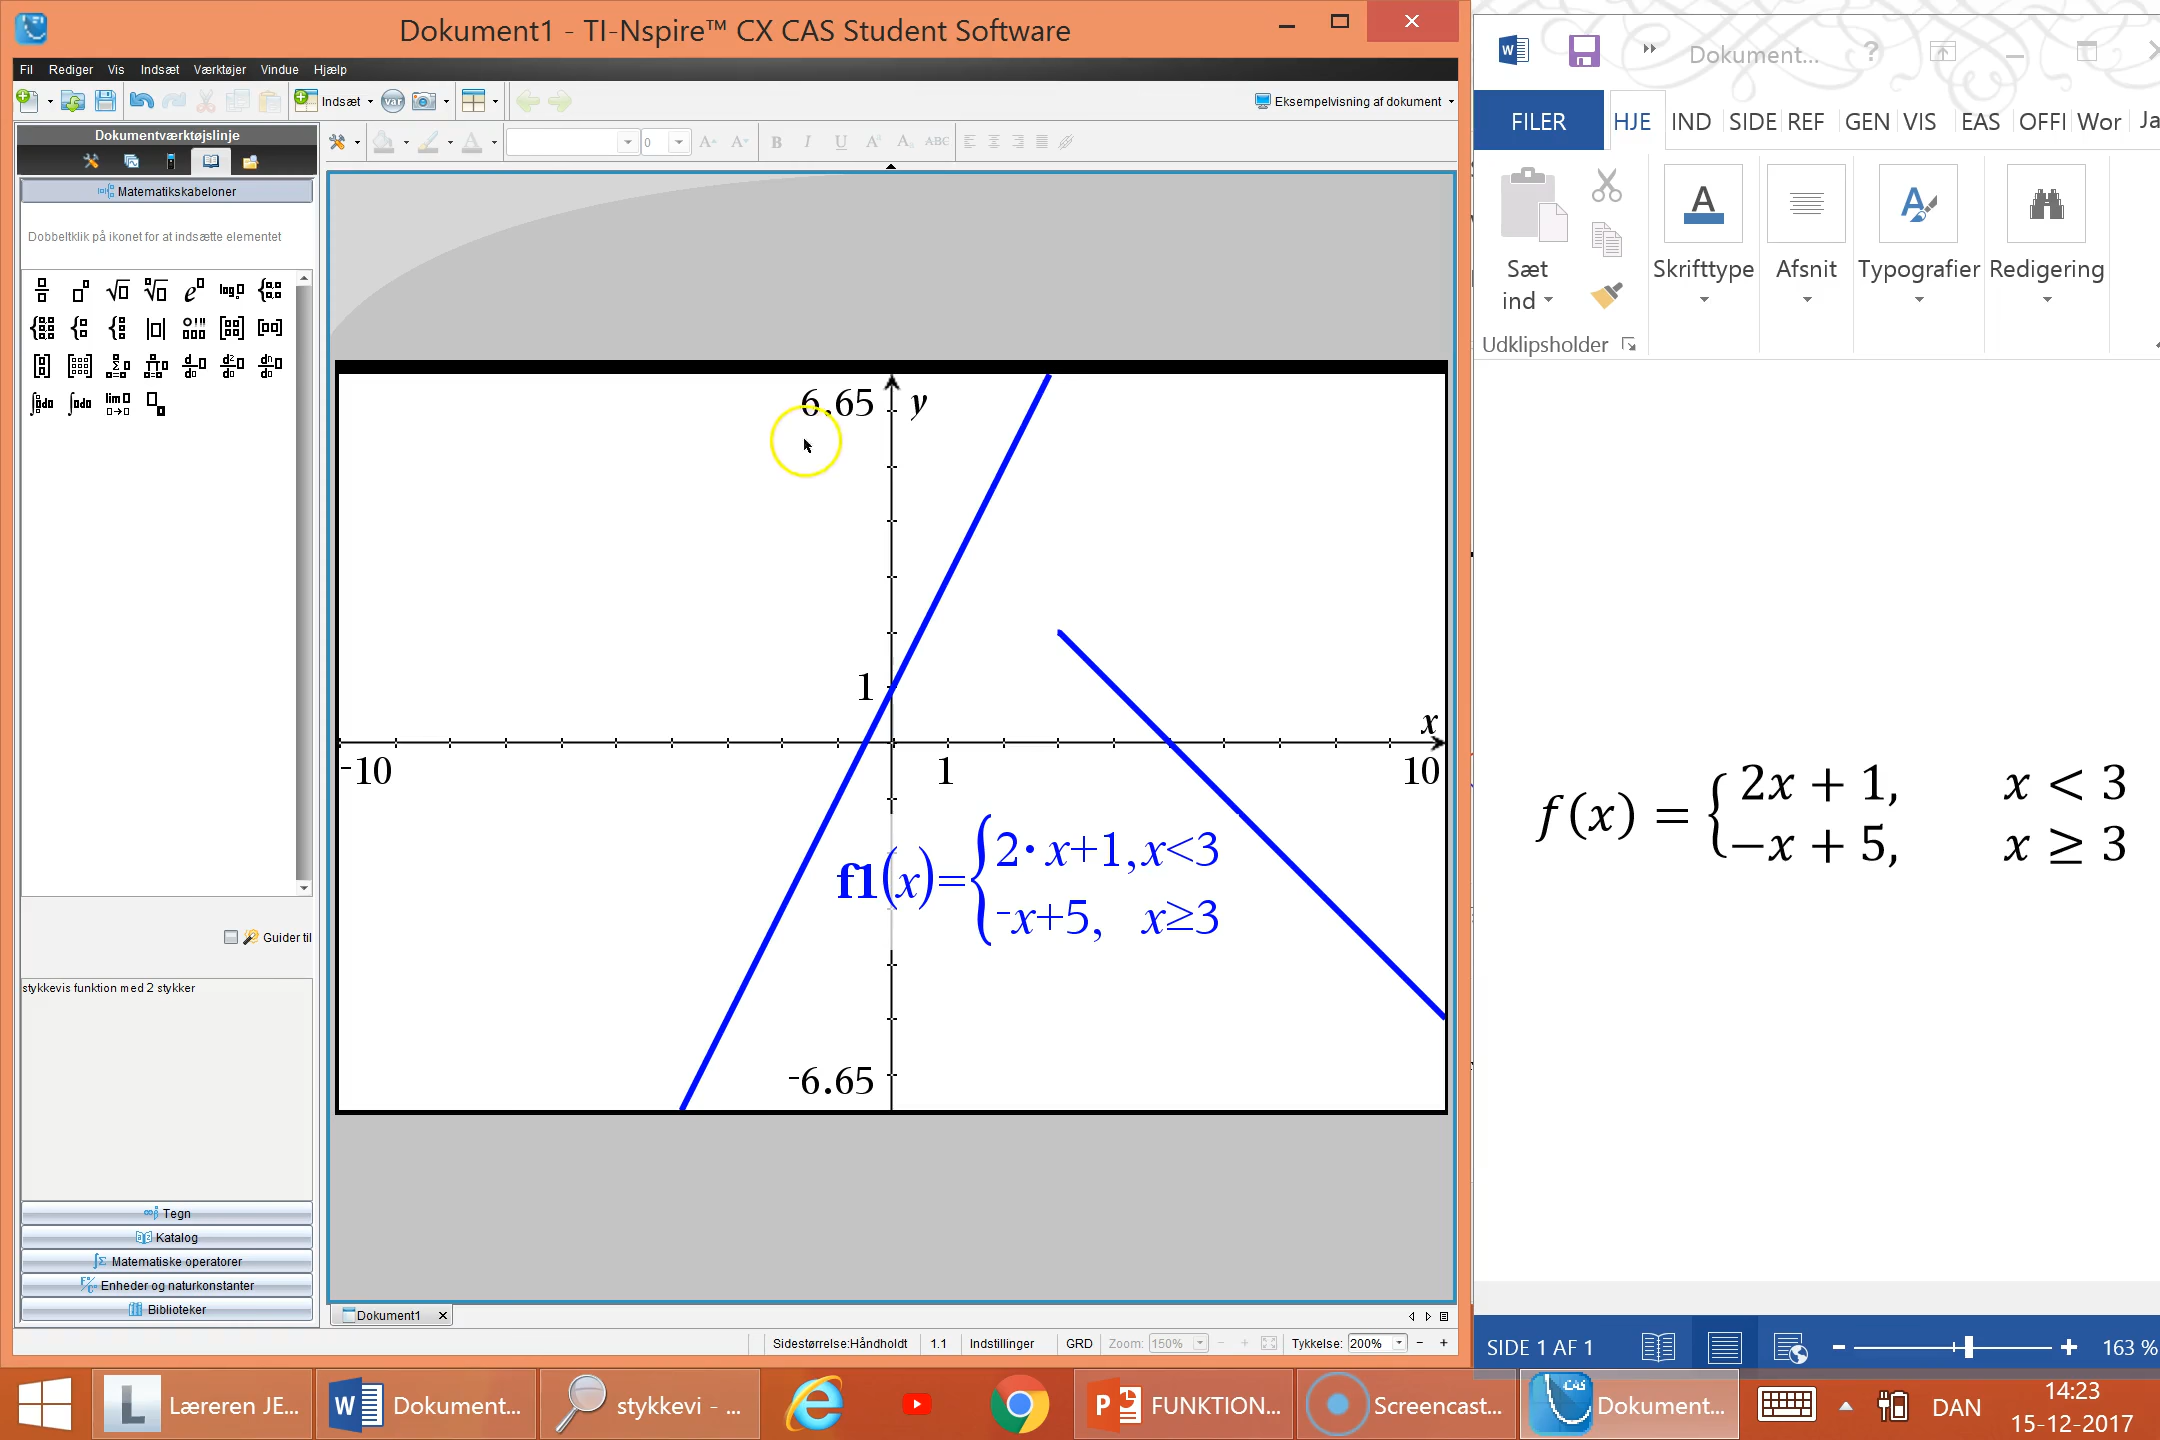 Dokument1 - TI-Nspire™ CX CAS Student Software
Fil Rediger Vis Indsæt Værktøjer Vindue Hjælp
Indsæt
var
Eksempelvisning af dokument
Dokumentværktøjslinje
0
B I U
ABC
Matematikskabeloner
Dobbeltklik på ikonet for at indsætte elementet
Guider til
stykkevis funktion med 2 stykker
Tegn
Katalog
Matematiske operatorer
Enheder og naturkonstanter
Biblioteker
6.65 y
1
x
-10 1 10
f1(x)={2·x+1,x<3
-x+5, x≥3
-6.65
Dokument1
Sidestørrelse:Håndholdt 1.1 Indstillinger GRD Zoom: 150% Tykkelse: 200%
Dokument... ?
FILER HJE IND SIDE REF GEN VIS EAS OFFI Wor Ja
Sæt ind
Skrifttype Afsnit Typografier Redigering
Udklipsholder
f(x) = {2x + 1, x < 3
−x + 5, x ≥ 3
SIDE 1 AF 1 163 %
Læreren JE... Dokument... stykkevi - ... FUNKTION... Screencast... Dokument... DAN
14:23
15-12-2017